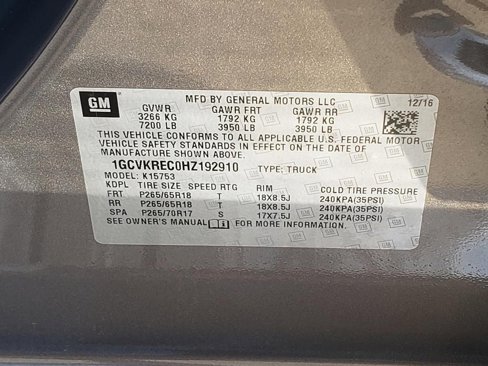 GM
MFD BY GENERAL MOTORS LLC
12/16
GVWR GAWR FRT GAWR RR
3266 KG 1792 KG 1792 KG
7200 LB 3950 LB 3950 LB
THIS VEHICLE CONFORMS TO ALL APPLICABLE U.S. FEDERAL MOTOR
VEHICLE SAFETY STANDARDS IN EFFECT ON THE DATE OF
MANUFACTURE SHOWN ABOVE.
1GCVKREC0HZ192910 TYPE: TRUCK
MODEL: K15753
KDPL TIRE SIZE SPEED RTG RIM COLD TIRE PRESSURE
FRT P265/65R18 T 18X8.5J 240KPA(35PSI)
RR P265/65R18 T 18X8.5J 240KPA(35PSI)
SPA P265/70R17 S 17X7.5J 240KPA(35PSI)
SEE OWNER'S MANUAL FOR MORE INFORMATION.